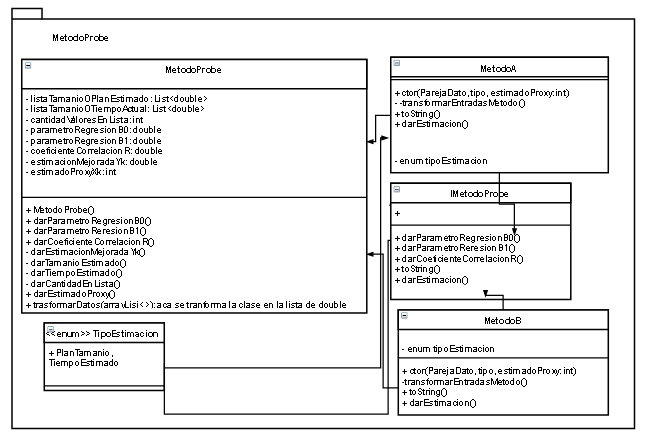 MetodoProbe
MetodoProbe
- listaTamanioOPlanEstimado: List<double>
- listaTamanioOTiempoActual: List<double>
- cantidadValoresEnLista: int
- parametroRegresionB0: double
- parametroRegresionB1: double
- coeficienteCorrelacionR: double
- estimacionMejoradaYk: double
- estimadoProxyXk: int
+ MetodoProbe()
+ darParametroRegresionB0()
+ darParametroReresionB1()
+ darCoeficienteCorrelacionR()
- darEstimacionMejoradaYk()
- darTamanioEstimado()
- darTiempoEstimado()
- darCantidadEnLista()
+ darEstimadoProxy()
+ trasformarDatos(arrayLisi<>): aca se tranforma la clase en la lista de double
MetodoA
+ ctor(ParejaDato,tipo, estimadoProxy:int)
- -transformarEntradasMetodo()
+ toString()
+ darEstimacion()
- enum tipoEstimacion
IMetodoProbe
+
+ darParametroRegresionB0()
+ darParametroReresionB1()
+ darCoeficienteCorrelacionR()
+ toString()
+ darEstimacion()
<<enum>> TipoEstimacion
+ PlanTamanio,
TiempoEstimado
MetodoB
- enum tipoEstimacion
+ ctor(ParejaDato,tipo, estimadoProxy:int)
-transformarEntradasMetodo()
+ toString()
+ darEstimacion()